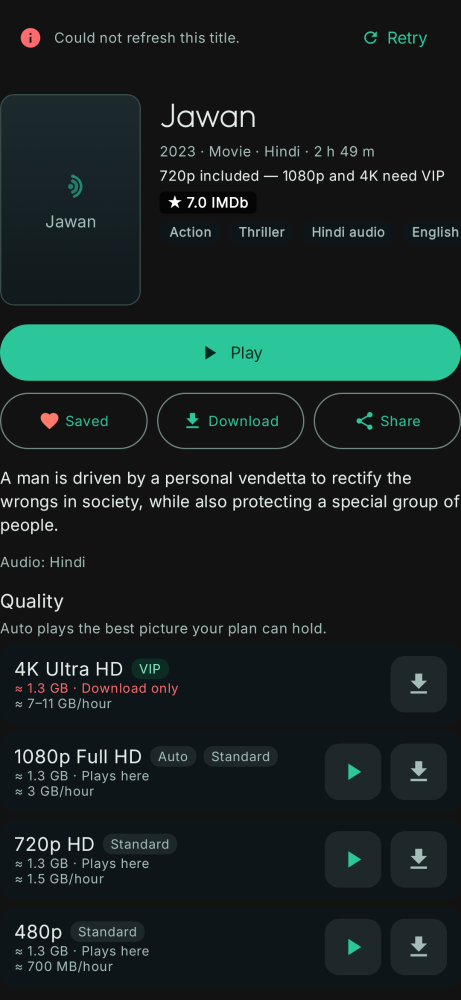 Could not refresh this title.
Retry
Jawan
Jawan
2023 · Movie · Hindi · 2 h 49 m
720p included — 1080p and 4K need VIP
★ 7.0 IMDb
Action Thriller Hindi audio English
Play
Saved Download Share
A man is driven by a personal vendetta to rectify the
wrongs in society, while also protecting a special group of
people.
Audio: Hindi
Quality
Auto plays the best picture your plan can hold.
4K Ultra HD VIP
≈ 1.3 GB · Download only
≈ 7–11 GB/hour
1080p Full HD Auto Standard
≈ 1.3 GB · Plays here
≈ 3 GB/hour
720p HD Standard
≈ 1.3 GB · Plays here
≈ 1.5 GB/hour
480p Standard
≈ 1.3 GB · Plays here
≈ 700 MB/hour